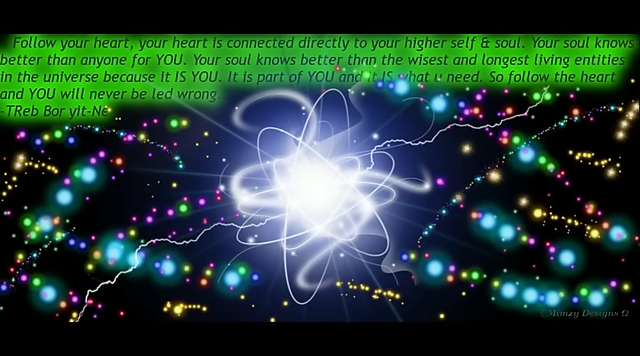 Follow your heart, your heart is connected directly to your higher self & soul. Your soul knows
better than anyone for YOU. Your soul knows better than the wisest and longest living entities
in the universe because it IS YOU. It is part of YOU and it IS what u need. So follow the heart
and YOU will never be led wrong.
-TReb Bor yit-Ne
©Mimzy Designs Ω